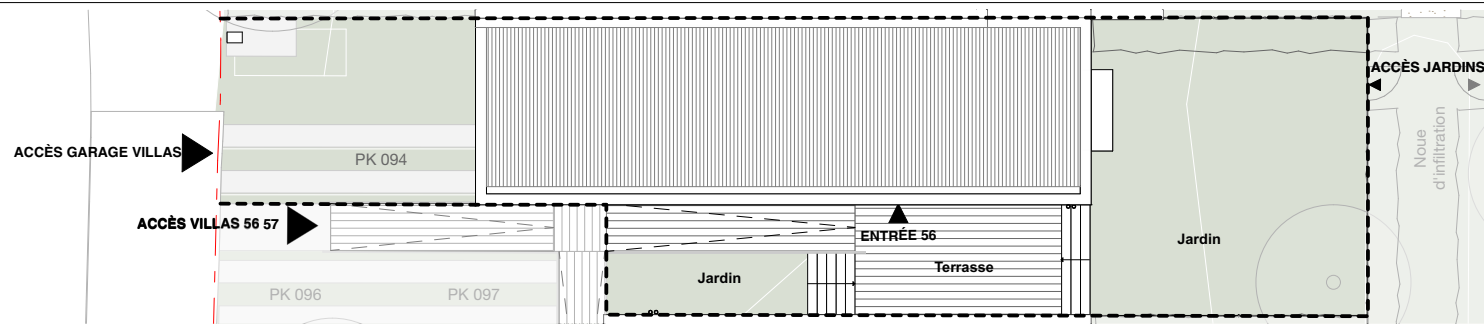 ACCÈS JARDINS
Noue
d'infiltration
ACCÈS GARAGE VILLAS
PK 094
ACCÈS VILLAS 56 57
ENTRÉE 56
Jardin
Terrasse
Jardin
PK 096
PK 097